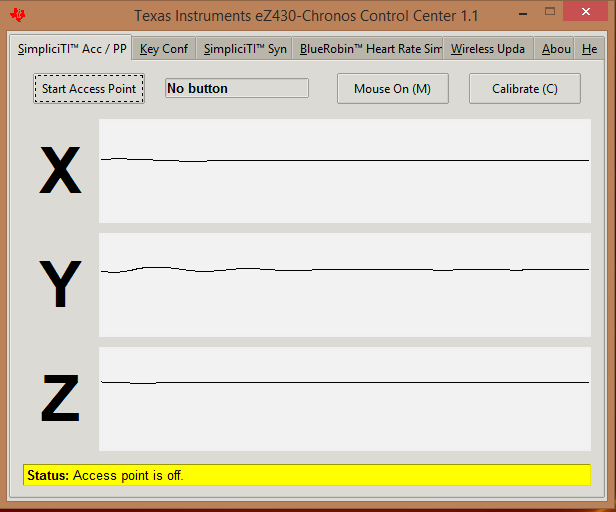 Texas Instruments eZ430-Chronos Control Center 1.1
SimpliciTI™ Acc / PP Key Conf SimpliciTI™ Syn BlueRobin™ Heart Rate Sim Wireless Upda Abou He
Start Access Point No button Mouse On (M) Calibrate (C)
X
Y
Z
Status: Access point is off.